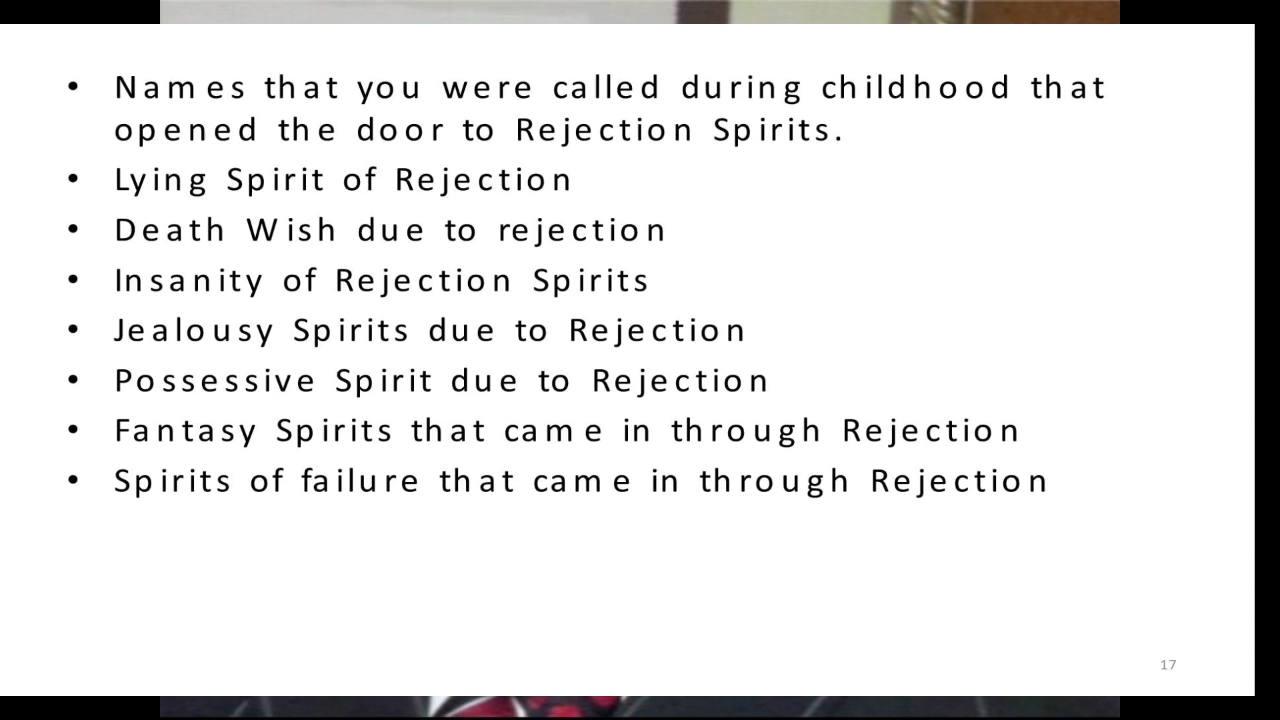 • Names that you were called during childhood that
opened the door to Rejection Spirits.
• Lying Spirit of Rejection
• Death Wish due to rejection
• Insanity of Rejection Spirits
• Jealousy Spirits due to Rejection
• Possessive Spirit due to Rejection
• Fantasy Spirits that came in through Rejection
• Spirits of failure that came in through Rejection
17